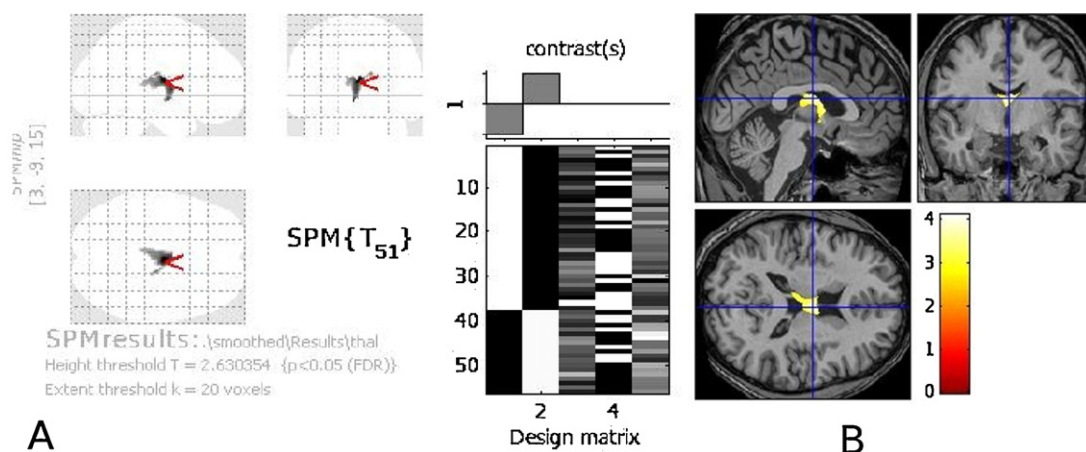 contrast(s)
1
SPMmip
[3, -9, 15]
SPM{T51}
10
20
30
40
50
2
4
Design matrix
SPMresults: .\smoothed\Results\thal
Height threshold T = 2.630354 {p<0.05 (FDR)}
Extent threshold k = 20 voxels
A
4
3
2
1
0
B